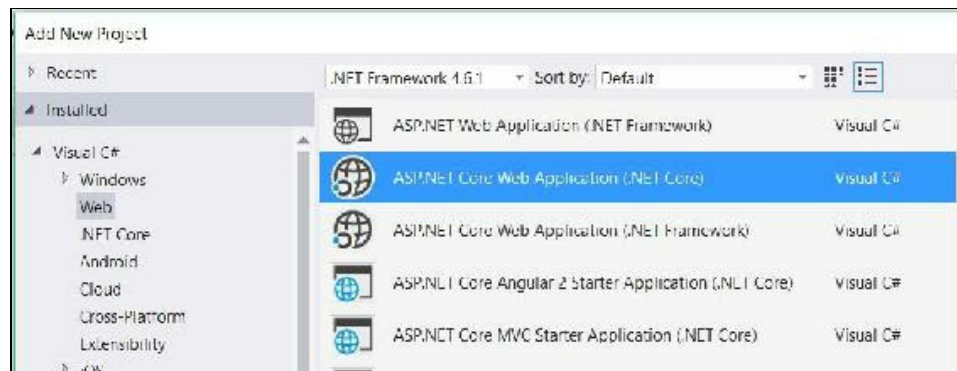 Add New Project
Recent
.NET Framework 4.6.1 Sort by: Default
Installed
Visual C#
Windows
Web
.NET Core
Android
Cloud
Cross-Platform
Extensibility
iOS
ASP.NET Web Application (.NET Framework) Visual C#
ASP.NET Core Web Application (.NET Core) Visual C#
ASP.NET Core Web Application (.NET Framework) Visual C#
ASP.NET Core Angular 2 Starter Application (.NET Core) Visual C#
ASP.NET Core MVC Starter Application (.NET Core) Visual C#